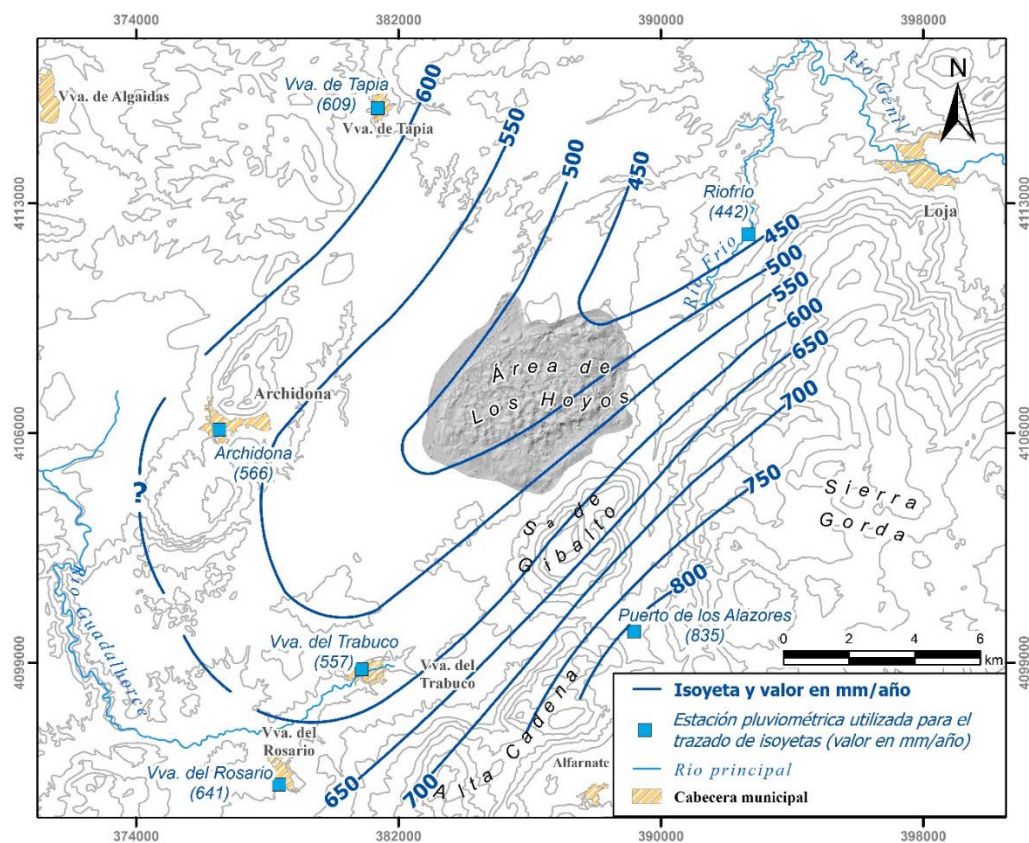 374000
382000
390000
398000
4113000
4106000
4099000
4113000
4106000
4099000
374000
382000
390000
398000
Vva. de Algaidas
Vva. de Tapia
(609)
Vva. de Tapia
600
550
500
450
Río Genil
N
Riofrío
(442)
Loja
Río Frio
450
500
550
600
650
700
750
800
Área de
Los Hoyos
Archidona
Archidona
(566)
?
Sª de
Gibalto
Sierra
Gorda
Río Guadalhorce
Puerto de los Alazores
(835)
Vva. del Trabuco
(557)
Vva. del
Trabuco
Vva. del
Rosario
Vva. del Rosario
(641)
650
700
Alta Cadena
Alfarnate
0 2 4 6
km
Isoyeta y valor en mm/año
Estación pluviométrica utilizada para el
trazado de isoyetas (valor en mm/año)
Río principal
Cabecera municipal